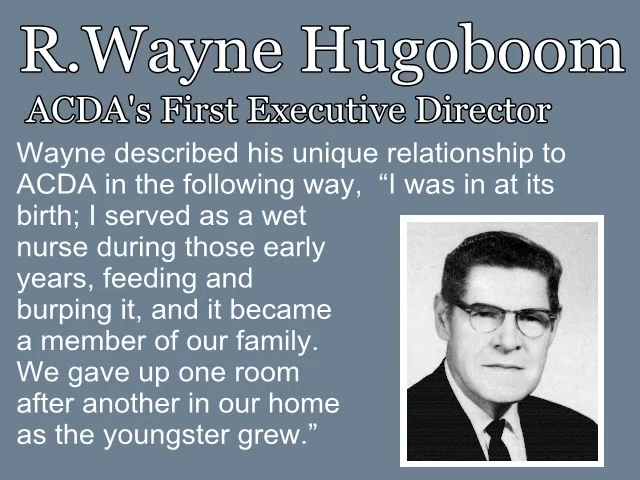 R.Wayne Hugoboom
ACDA's First Executive Director
Wayne described his unique relationship to
ACDA in the following way,  “I was in at its
birth; I served as a wet
nurse during those early
years, feeding and
burping it, and it became
a member of our family.
We gave up one room
after another in our home
as the youngster grew.”